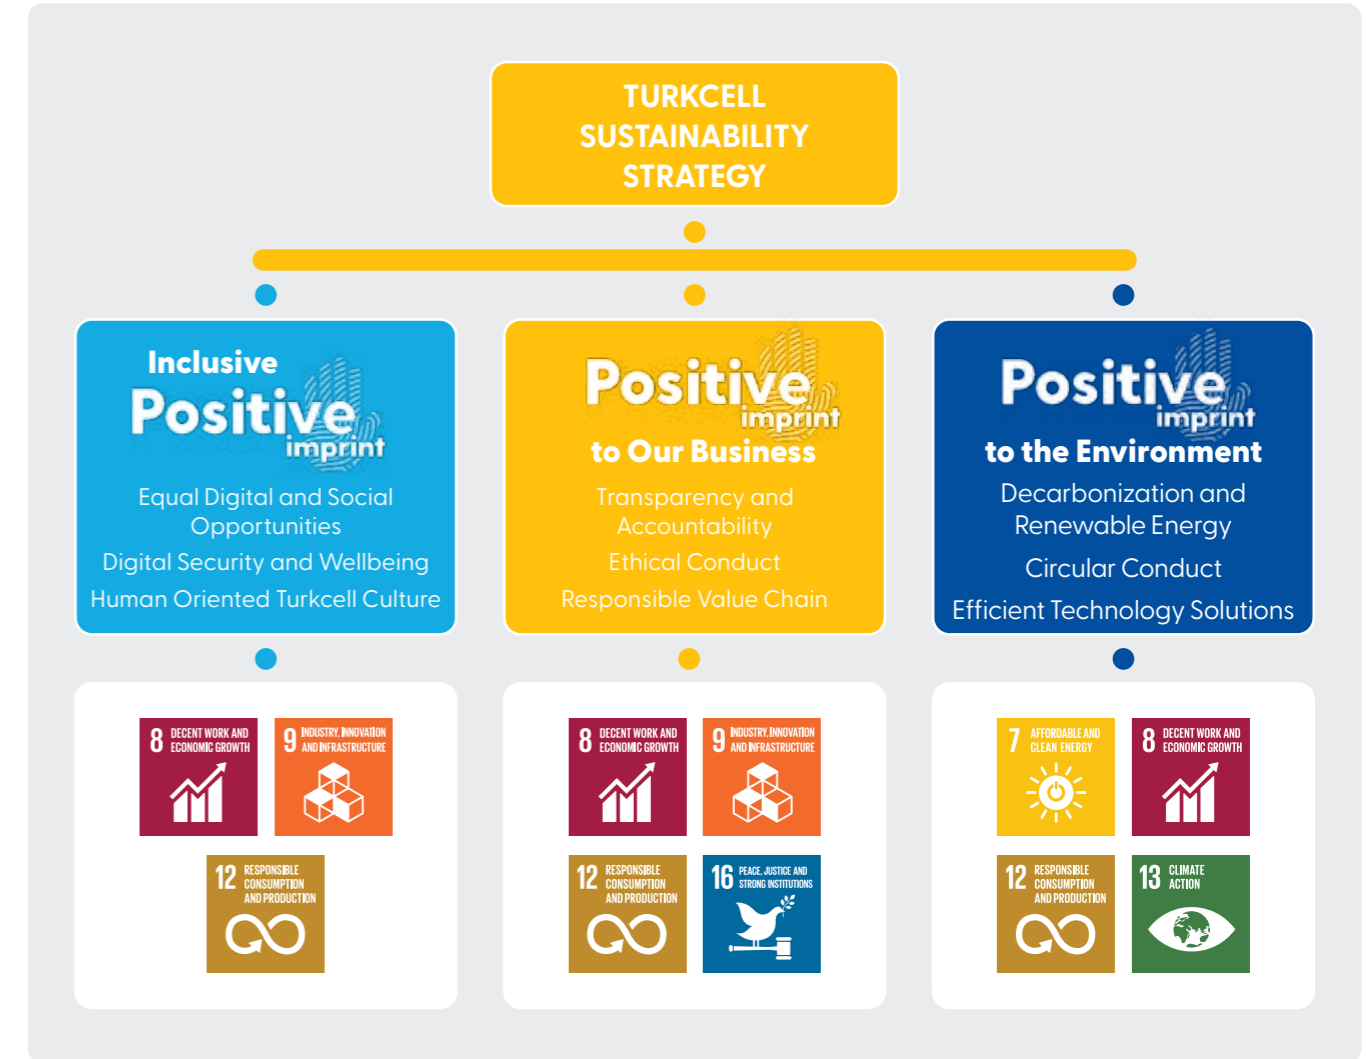 TURKCELL
SUSTAINABILITY
STRATEGY
Inclusive
Positive
imprint
Equal Digital and Social
Opportunities
Digital Security and Wellbeing
Human Oriented Turkcell Culture
Positive
imprint
to Our Business
Transparency and
Accountability
Ethical Conduct
Responsible Value Chain
Positive
imprint
to the Environment
Decarbonization and
Renewable Energy
Circular Conduct
Efficient Technology Solutions
8 DECENT WORK AND
ECONOMIC GROWTH
9 INDUSTRY, INNOVATION
AND INFRASTRUCTURE
12 RESPONSIBLE
CONSUMPTION
AND PRODUCTION
8 DECENT WORK AND
ECONOMIC GROWTH
9 INDUSTRY, INNOVATION
AND INFRASTRUCTURE
12 RESPONSIBLE
CONSUMPTION
AND PRODUCTION
16 PEACE, JUSTICE AND
STRONG INSTITUTIONS
7 AFFORDABLE AND
CLEAN ENERGY
8 DECENT WORK AND
ECONOMIC GROWTH
12 RESPONSIBLE
CONSUMPTION
AND PRODUCTION
13 CLIMATE
ACTION